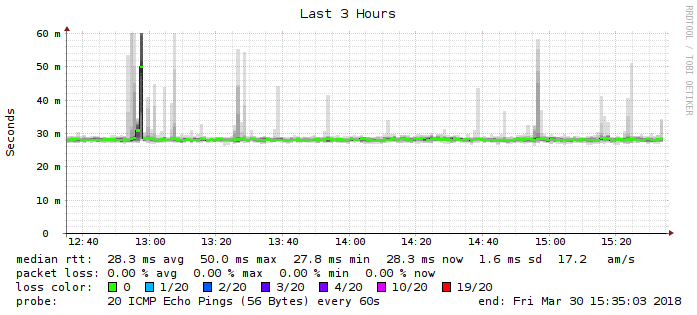 Last 3 Hours
RRDTOOL / TOBI OETIKER
Seconds
60 m
50 m
40 m
30 m
20 m
10 m
0
12:40 13:00 13:20 13:40 14:00 14:20 14:40 15:00 15:20
median rtt: 28.3 ms avg 50.0 ms max 27.8 ms min 28.3 ms now 1.6 ms sd 17.2 am/s
packet loss: 0.00 % avg 0.00 % max 0.00 % min 0.00 % now
loss color: 0 1/20 2/20 3/20 4/20 10/20 19/20
probe: 20 ICMP Echo Pings (56 Bytes) every 60s end: Fri Mar 30 15:35:03 2018